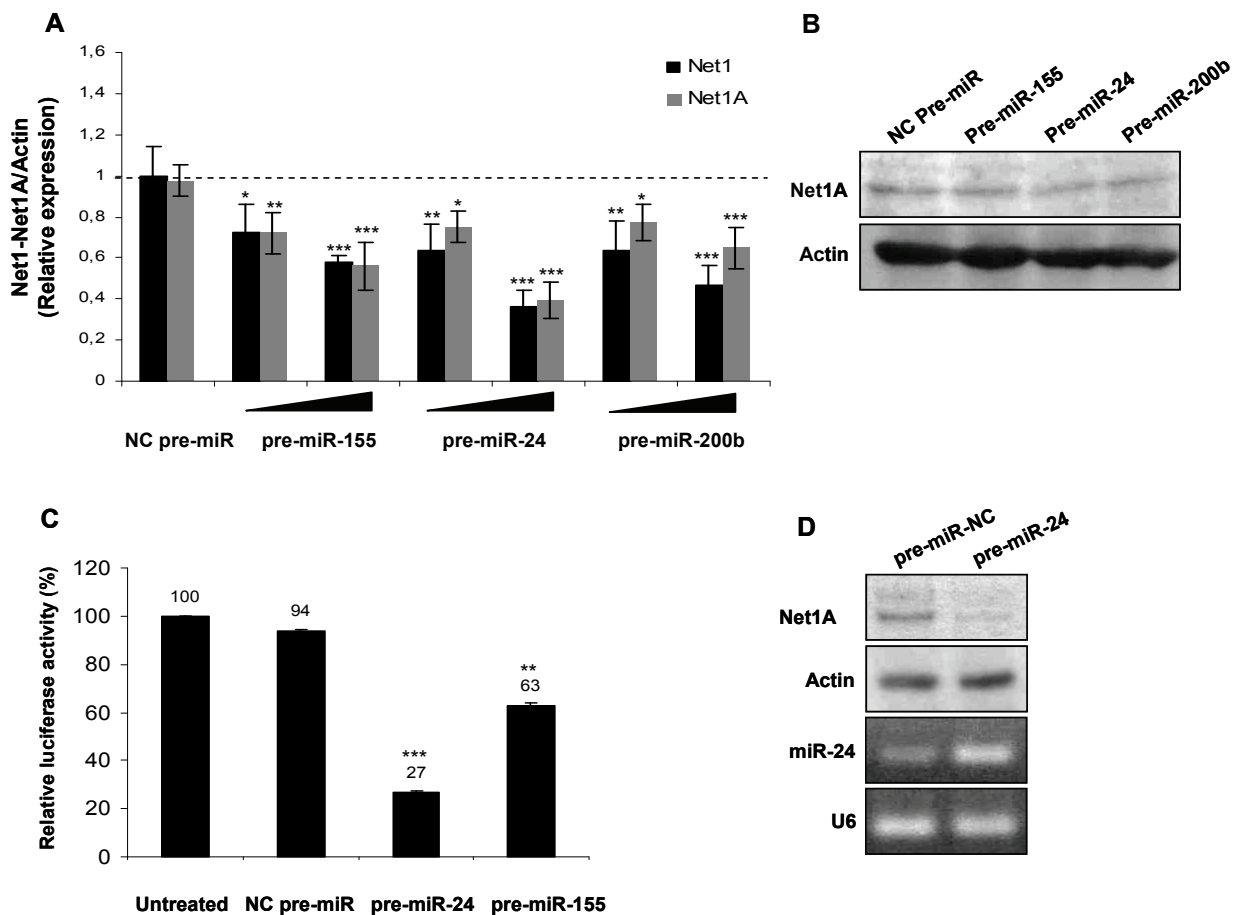 A
Net1-Net1A/Actin
(Relative expression)
1,6
1,4
1,2
1
0,8
0,6
0,4
0,2
0
Net1
Net1A
* ** *** *** ** * *** *** ** * *** ***
NC pre-miR pre-miR-155 pre-miR-24 pre-miR-200b
B
NC Pre-miR
Pre-miR-155
Pre-miR-24
Pre-miR-200b
Net1A
Actin
C
Relative luciferase activity (%)
120
100
80
60
40
20
0
100
94
***
27
**
63
Untreated NC pre-miR pre-miR-24 pre-miR-155
D
pre-miR-NC
pre-miR-24
Net1A
Actin
miR-24
U6